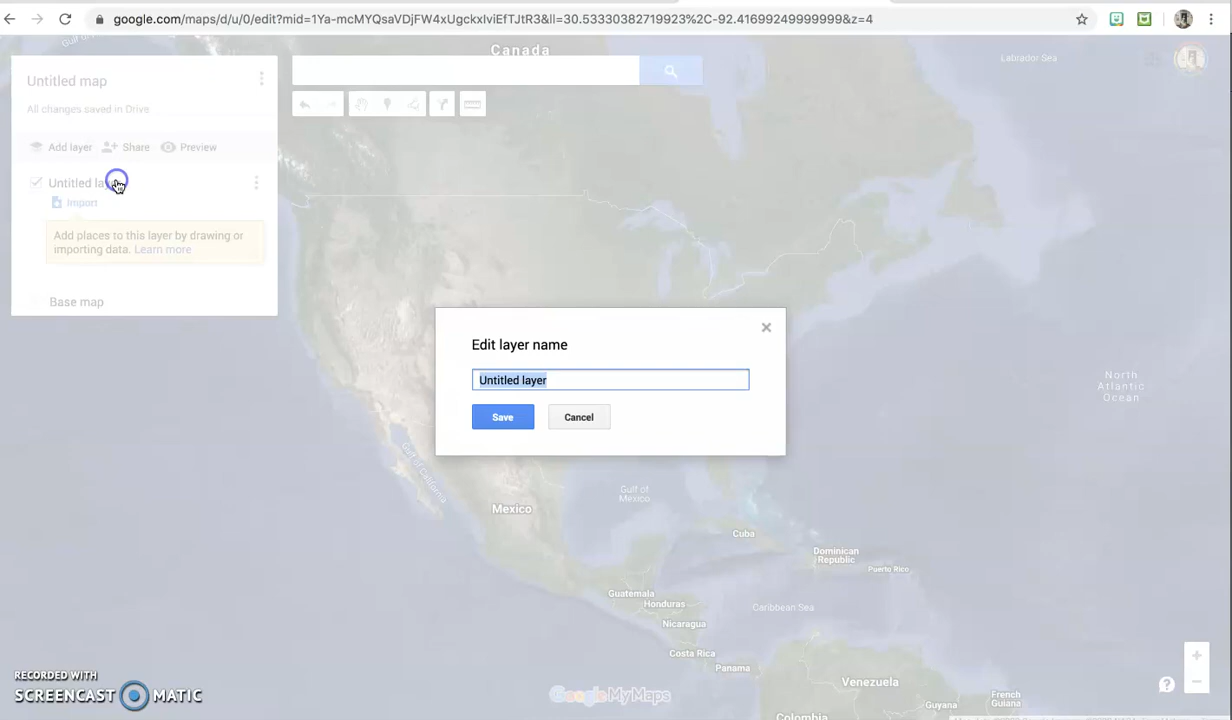 google.com/maps/d/u/0/edit?mid=1Ya-mcMYQsaVDjFW4xUgckxIviEfTJtR3&ll=30.53330382719923%2C-92.41699249999999&z=4
Canada
Labrador Sea
Untitled map
All changes saved in Drive
Add layer Share Preview
Untitled
Import
Add places to this layer by drawing or
importing data. Learn more
Base map
Edit layer name
Untitled layer
Save Cancel
North
Atlantic
Ocean
Gulf of
Mexico
Mexico
Cuba
Dominican
Republic
Puerto Rico
Guatemala
Honduras
Caribbean Sea
Nicaragua
Costa Rica
Panama
Venezuela
Guyana
French
Guiana
Colombia
RECORDED WITH
SCREENCAST MATIC
Google MyMaps